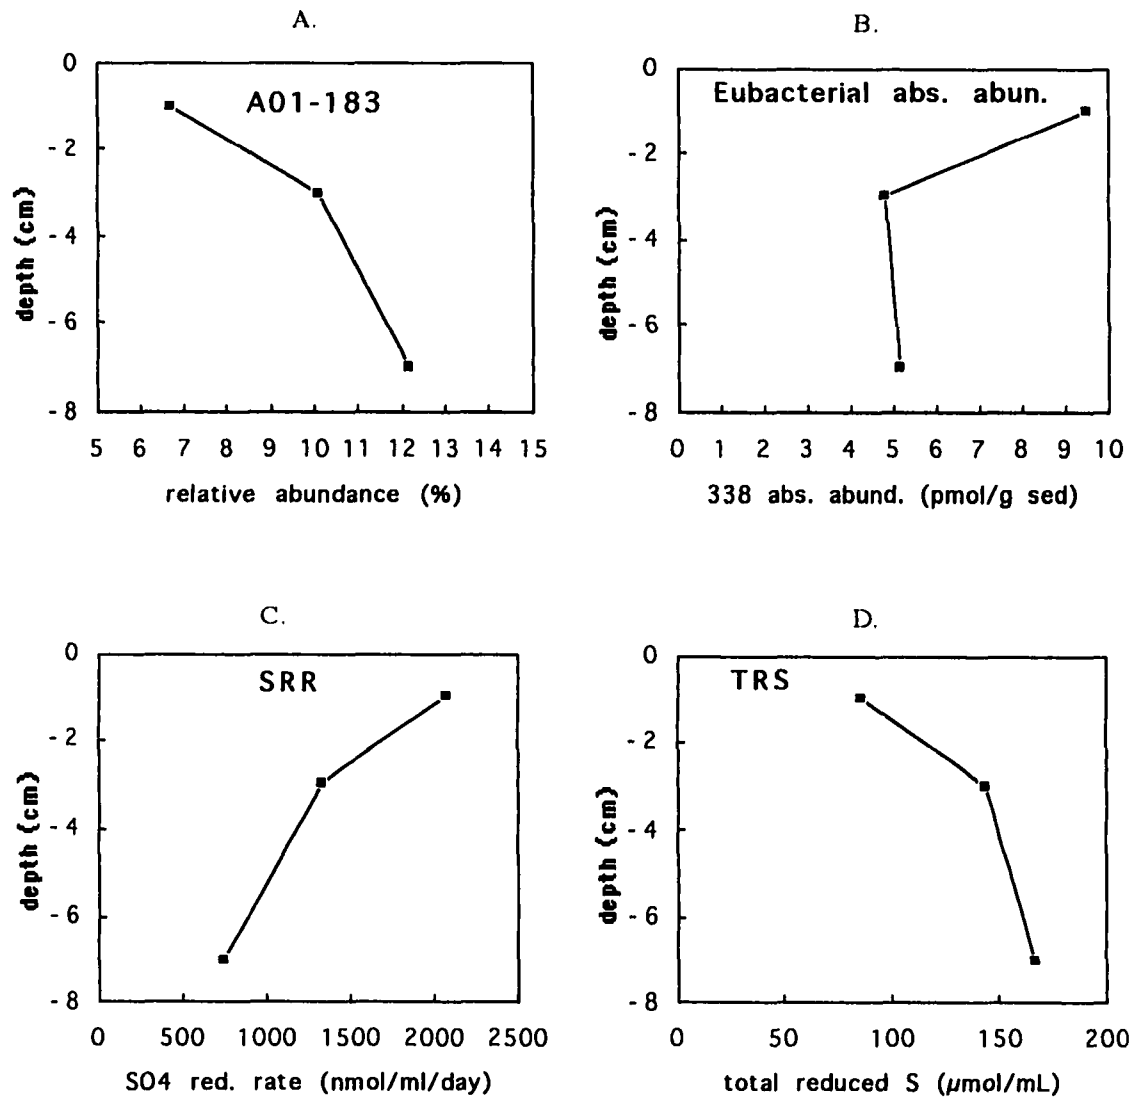 A.
0
A01-183
- 2
- 4
- 6
- 8
depth (cm)
5 6 7 8 9 10 11 12 13 14 15
relative abundance (%)
B.
0
Eubacterial abs. abun.
- 2
- 4
- 6
- 8
depth (cm)
0 1 2 3 4 5 6 7 8 9 10
338 abs. abund. (pmol/g sed)
C.
0
SRR
- 2
- 4
- 6
- 8
depth (cm)
0 500 1000 1500 2000 2500
SO4 red. rate (nmol/ml/day)
D.
0
TRS
- 2
- 4
- 6
- 8
depth (cm)
0 50 100 150 200
total reduced S (μmol/mL)